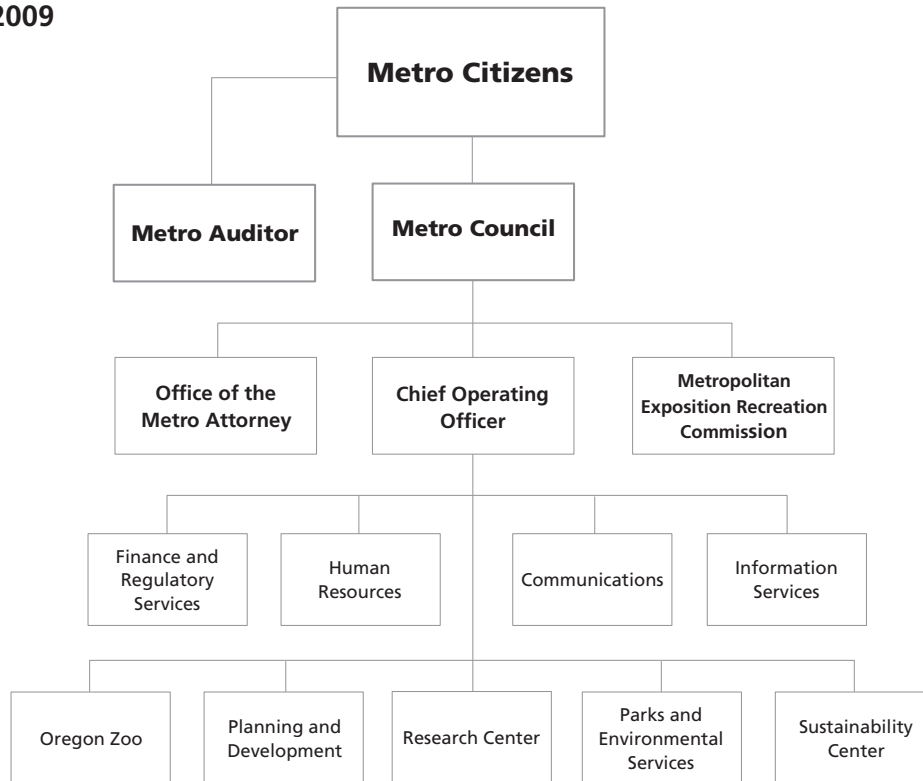 2009
Metro Citizens
Metro Auditor
Metro Council
Office of the
Metro Attorney
Chief Operating
Officer
Metropolitan
Exposition Recreation
Commission
Finance and
Regulatory
Services
Human
Resources
Communications
Information
Services
Oregon Zoo
Planning and
Development
Research Center
Parks and
Environmental
Services
Sustainability
Center